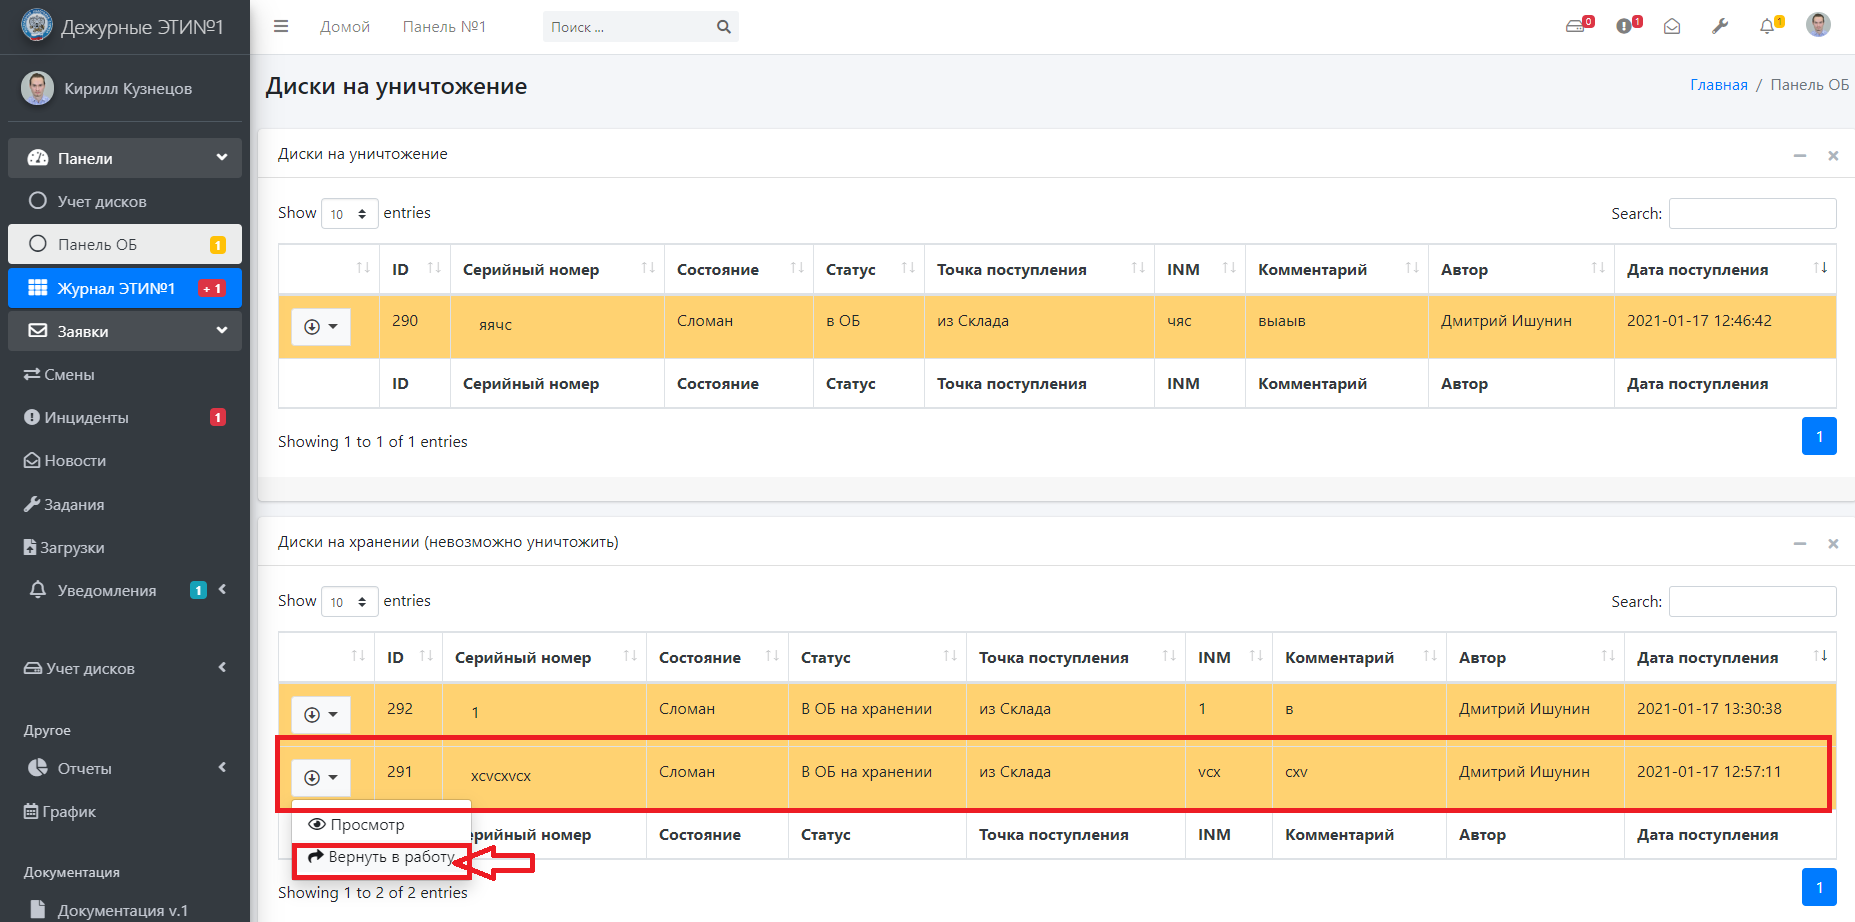 Дежурные ЭТИ№1
Домой
Панель №1
Поиск ...
0
1
1
Кирилл Кузнецов
Панели
Учет дисков
Панель ОБ
1
Журнал ЭТИ№1
+ 1
Заявки
Смены
Инциденты
1
Новости
Задания
Загрузки
Уведомления
1
Учет дисков
Другое
Отчеты
График
Документация
Документация v.1
Диски на уничтожение
Главная / Панель ОБ
Диски на уничтожение
Show 10 entries
Search:
ID Серийный номер Состояние Статус Точка поступления INM Комментарий Автор Дата поступления
290 яячс Сломан в ОБ из Склада чяс выаыв Дмитрий Ишунин 2021-01-17 12:46:42
ID Серийный номер Состояние Статус Точка поступления INM Комментарий Автор Дата поступления
Showing 1 to 1 of 1 entries
1
Диски на хранении (невозможно уничтожить)
Show 10 entries
Search:
ID Серийный номер Состояние Статус Точка поступления INM Комментарий Автор Дата поступления
292 1 Сломан В ОБ на хранении из Склада 1 в Дмитрий Ишунин 2021-01-17 13:30:38
291 xcvcxvcx Сломан В ОБ на хранении из Склада vcx cxv Дмитрий Ишунин 2021-01-17 12:57:11
Просмотр
Вернуть в работу
ерийный номер Состояние Статус Точка поступления INM Комментарий Автор Дата поступления
Showing 1 to 2 of 2 entries
1